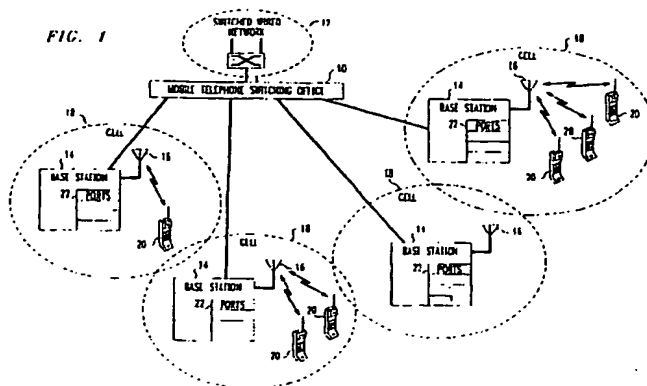 FIG. 1
SWITCHED WIRED
NETWORK
12
10
MOBILE TELEPHONE SWITCHING OFFICE
18
CELL
14
16
BASE STATION
22
PORTS
20
20
20
18
CELL
14
16
BASE STATION
22
PORTS
20
18
CELL
14
16
BASE STATION
22
PORTS
18
CELL
14
16
BASE STATION
22
PORTS
20
20